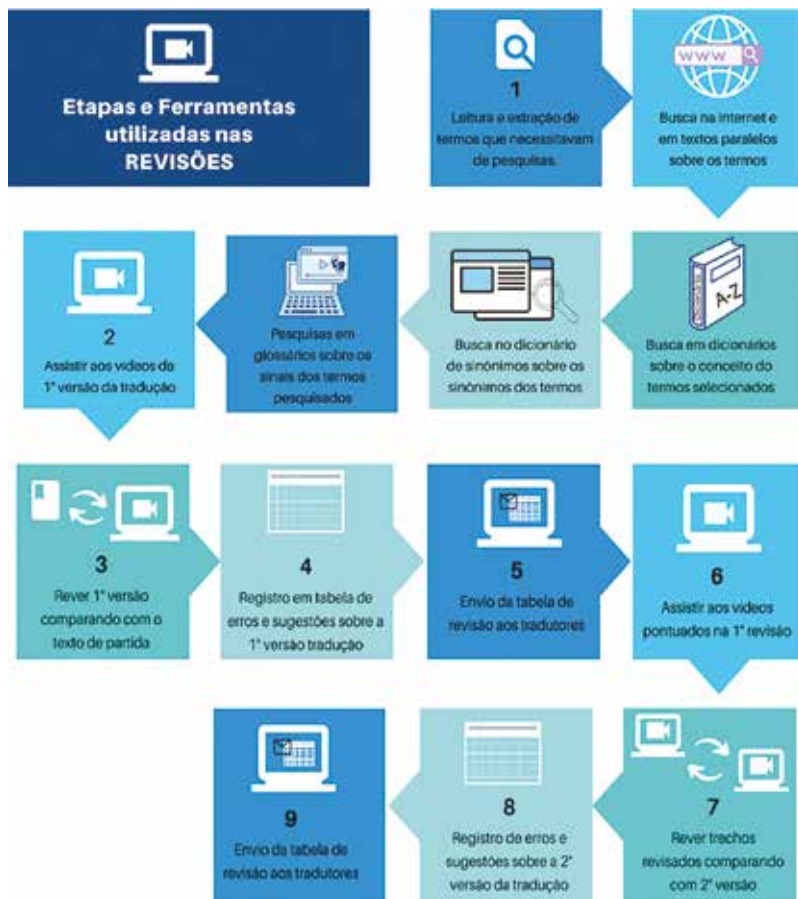 Etapas e Ferramentas
utilizadas nas
REVISÕES
1
Leitura e extração de
termos que necessitavam
de pesquisas.
WWW
Busca na internet e
em textos paralelos
sobre os termos
A-Z
Busca em dicionários
sobre o conceito do
termos selecionados
Busca no dicionário
de sinônimos sobre os
sinônimos dos termos
Pesquisas em
glossários sobre os
sinais dos termos
pesquisados
2
Assistir aos vídeos da
1ª versão da tradução
3
Rever 1ª versão
comparando com o
texto de partida
4
Registro em tabela de
erros e sugestões sobre a
1ª versão tradução
5
Envio da tabela de
revisão aos tradutores
6
Assistir aos vídeos
pontuados na 1ª revisão
7
Rever trechos
revisados comparando
com 2ª versão
8
Registro de erros e
sugestões sobre a 2ª
versão da tradução
9
Envio da tabela de
revisão aos tradutores